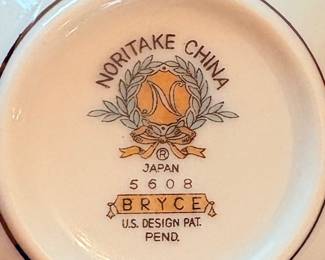 NORITAKE CHINA
N
®
JAPAN
5608
BRYCE
U.S. DESIGN PAT.
PEND.